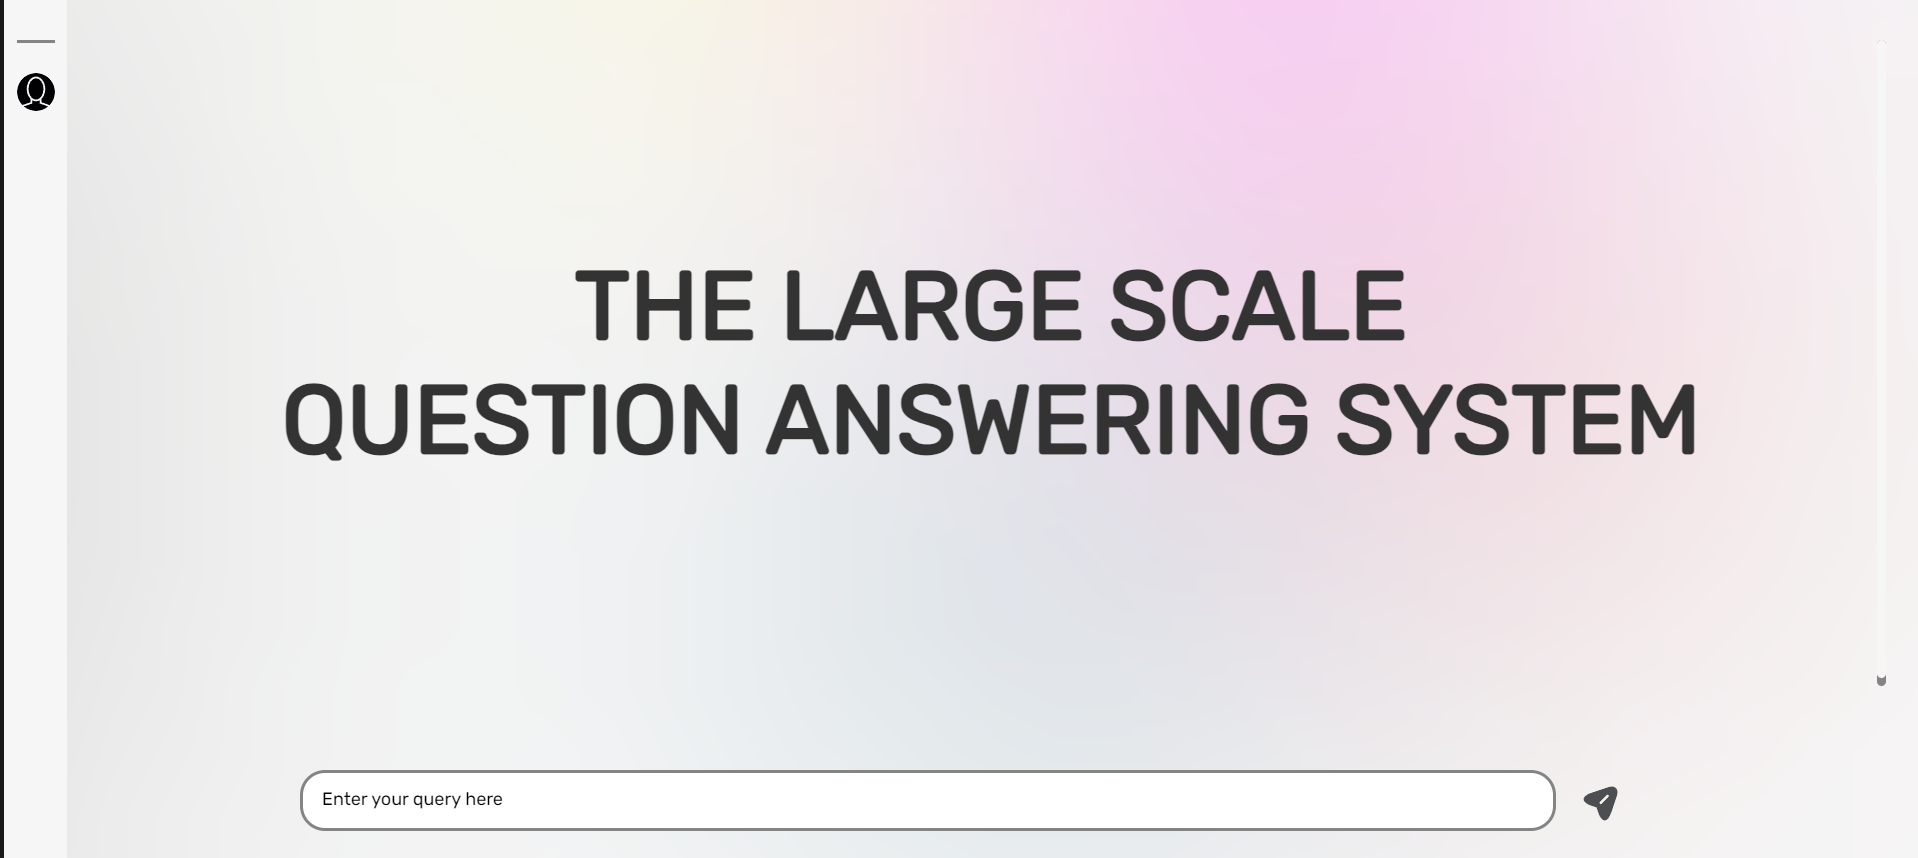 THE LARGE SCALE
QUESTION ANSWERING SYSTEM
Enter your query here